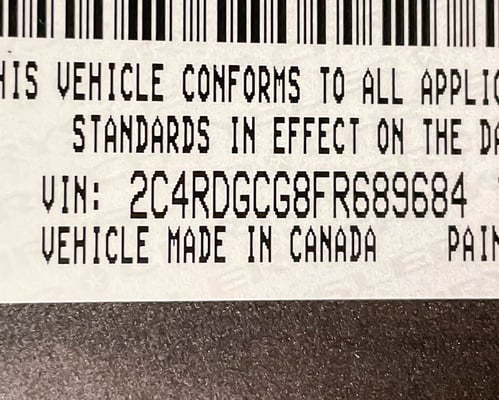 HIS VEHICLE CONFORMS TO ALL APPLIC
STANDARDS IN EFFECT ON THE DA
VIN: 2C4RDGCG8FR689684
VEHICLE MADE IN CANADA PAIN